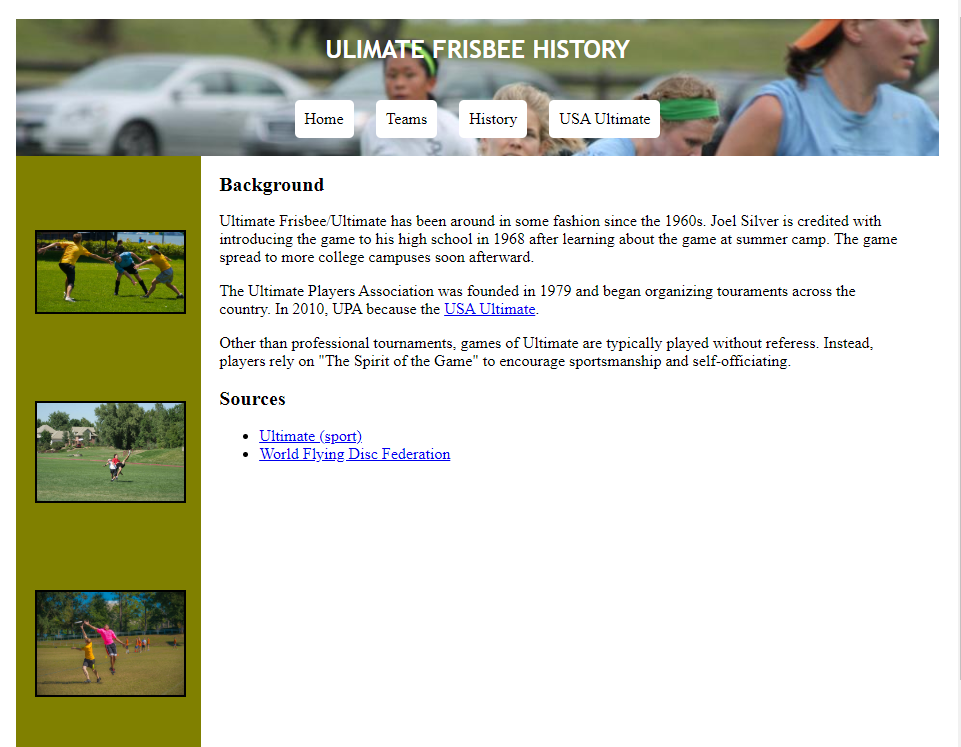 ULIMATE FRISBEE HISTORY
Home Teams History USA Ultimate
Background
Ultimate Frisbee/Ultimate has been around in some fashion since the 1960s. Joel Silver is credited with
introducing the game to his high school in 1968 after learning about the game at summer camp. The game
spread to more college campuses soon afterward.
The Ultimate Players Association was founded in 1979 and began organizing touraments across the
country. In 2010, UPA because the USA Ultimate.
Other than professional tournaments, games of Ultimate are typically played without referess. Instead,
players rely on "The Spirit of the Game" to encourage sportsmanship and self-officiating.
Sources
• Ultimate (sport)
• World Flying Disc Federation